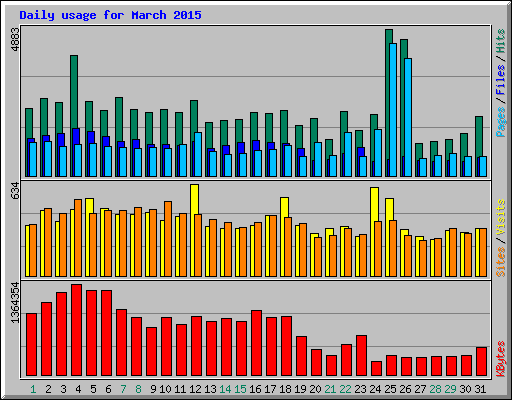 Daily usage for March 2015
4883
Pages / Files / Hits
634
Sites / Visits
1364354
KBytes
1 2 3 4 5 6 7 8 9 10 11 12 13 14 15 16 17 18 19 20 21 22 23 24 25 26 27 28 29 30 31